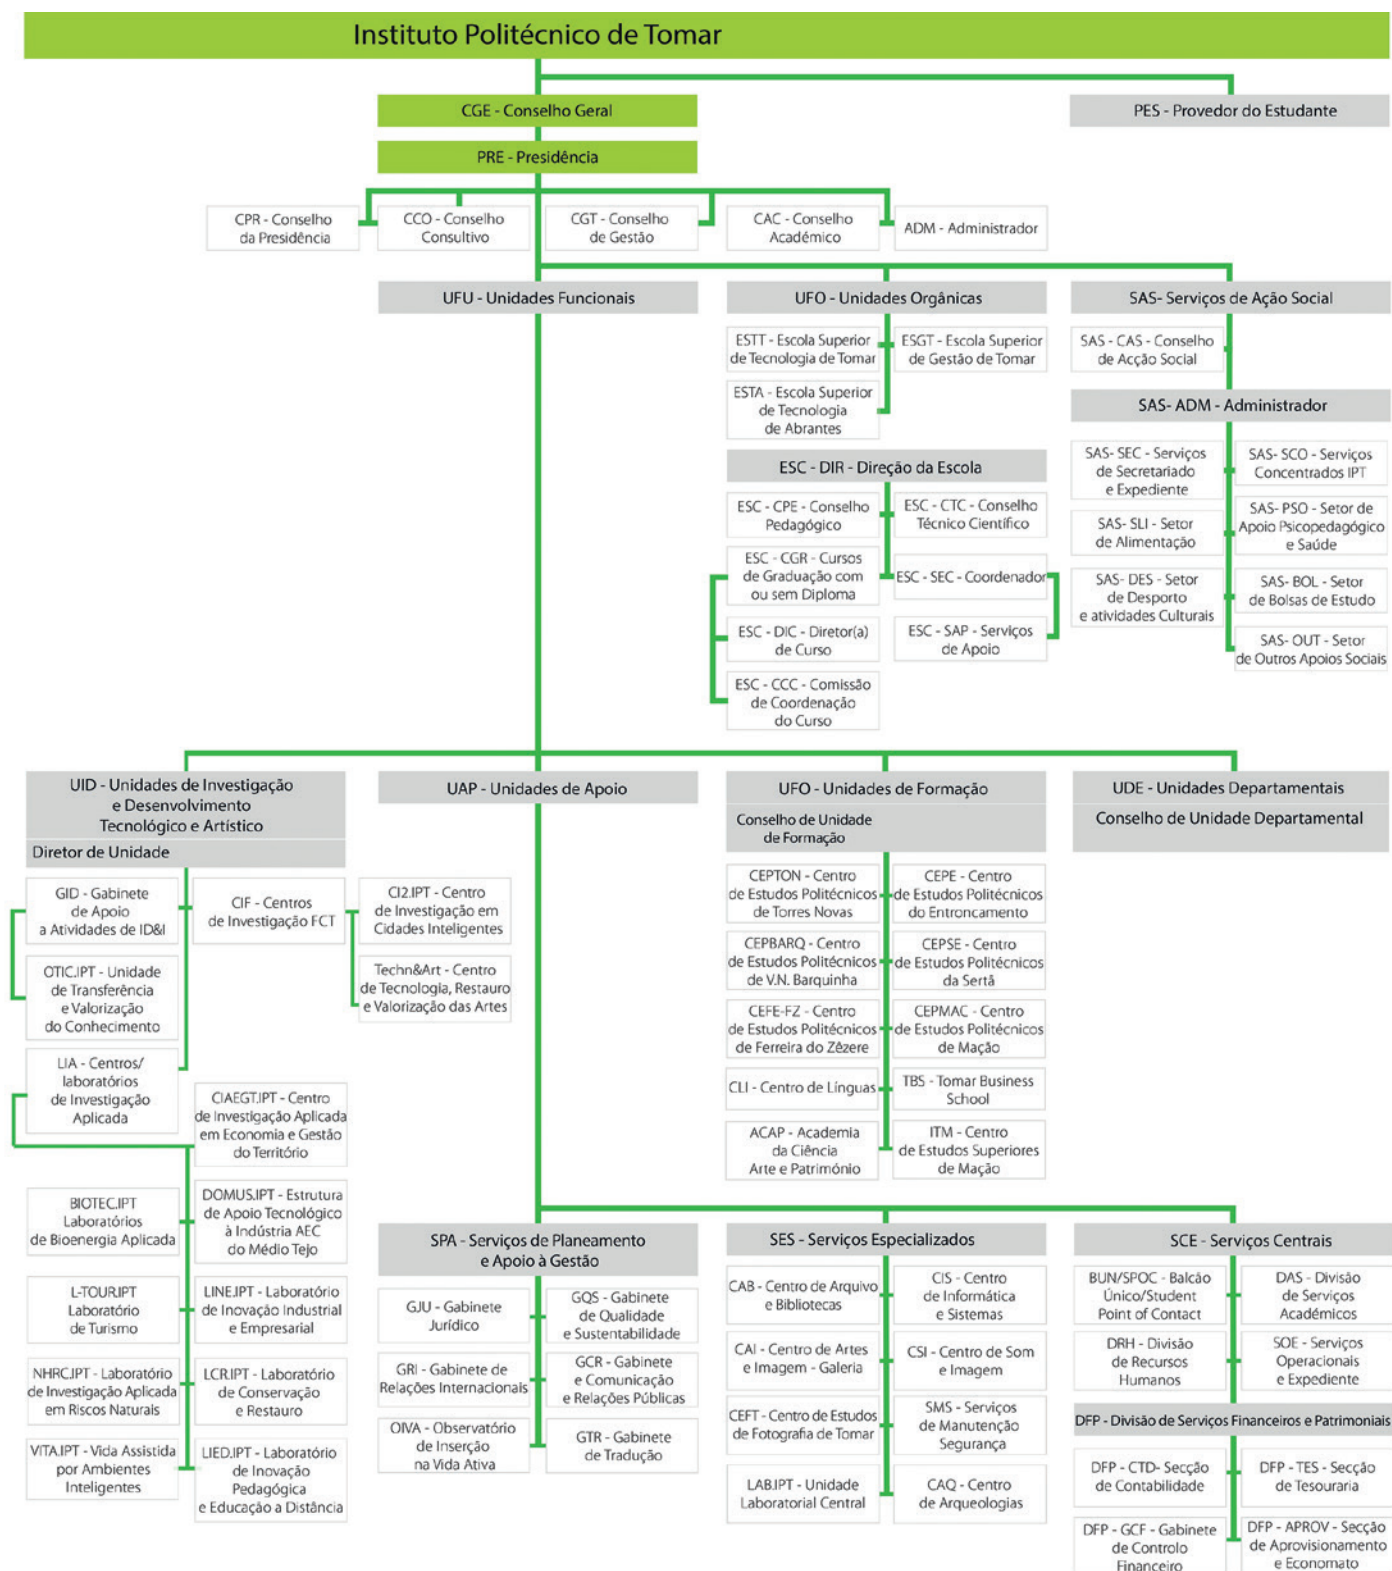 Instituto Politécnico de Tomar
CGE - Conselho Geral
PES - Provedor do Estudante
PRE - Presidência
CPR - Conselho
da Presidência
CCO - Conselho
Consultivo
CGT - Conselho
de Gestão
CAC - Conselho
Académico
ADM - Administrador
UFU - Unidades Funcionais
UFO - Unidades Orgânicas
SAS- Serviços de Ação Social
ESTT - Escola Superior
de Tecnologia de Tomar
ESGT - Escola Superior
de Gestão de Tomar
ESTA - Escola Superior
de Tecnologia
de Abrantes
SAS - CAS - Conselho
de Acção Social
SAS- ADM - Administrador
ESC - DIR - Direção da Escola
ESC - CPE - Conselho
Pedagógico
ESC - CTC - Conselho
Técnico Científico
ESC - CGR - Cursos
de Graduação com
ou sem Diploma
ESC - SEC - Coordenador
ESC - DIC - Diretor(a)
de Curso
ESC - SAP - Serviços
de Apoio
ESC - CCC - Comissão
de Coordenação
do Curso
SAS- SEC - Serviços
de Secretariado
e Expediente
SAS- SCO - Serviços
Concentrados IPT
SAS- SLI - Setor
de Alimentação
SAS- PSO - Setor de
Apoio Psicopedagógico
e Saúde
SAS- DES - Setor
de Desporto
e atividades Culturais
SAS- BOL - Setor
de Bolsas de Estudo
SAS- OUT - Setor
de Outros Apoios Sociais
UID - Unidades de Investigação
e Desenvolvimento
Tecnológico e Artístico
Diretor de Unidade
UAP - Unidades de Apoio
UFO - Unidades de Formação
Conselho de Unidade
de Formação
UDE - Unidades Departamentais
Conselho de Unidade Departamental
GID - Gabinete
de Apoio
a Atividades de ID&I
CIF - Centros
de Investigação FCT
CI2.IPT - Centro
de Investigação em
Cidades Inteligentes
OTIC.IPT - Unidade
de Transferência
e Valorização
do Conhecimento
Techn&Art - Centro
de Tecnologia, Restauro
e Valorização das Artes
LIA - Centros/
laboratórios
de Investigação
Aplicada
CIAEGT.IPT - Centro
de Investigação Aplicada
em Economia e Gestão
do Território
BIOTEC.IPT
Laboratórios
de Bioenergia Aplicada
DOMUS.IPT - Estrutura
de Apoio Tecnológico
à Indústria AEC
do Médio Tejo
L-TOUR.IPT
Laboratório
de Turismo
LINE.IPT - Laboratório
de Inovação Industrial
e Empresarial
NHRC.IPT - Laboratório
de Investigação Aplicada
em Riscos Naturais
LCR.IPT - Laboratório
de Conservação
e Restauro
VITA.IPT - Vida Assistida
por Ambientes
Inteligentes
LIED.IPT - Laboratório
de Inovação
Pedagógica
e Educação a Distância
CEPTON - Centro
de Estudos Politécnicos
de Torres Novas
CEPE - Centro
de Estudos Politécnicos
do Entroncamento
CEPBARQ - Centro
de Estudos Politécnicos
de V.N. Barquinha
CEPSE - Centro
de Estudos Politécnicos
da Sertã
CEFE-FZ - Centro
de Estudos Politécnicos
de Ferreira do Zêzere
CEPMAC - Centro
de Estudos Politécnicos
de Mação
CLI - Centro de Línguas
TBS - Tomar Business
School
ACAP - Academia
da Ciência
Arte e Património
ITM - Centro
de Estudos Superiores
de Mação
SPA - Serviços de Planeamento
e Apoio à Gestão
GJU - Gabinete
Jurídico
GQS - Gabinete
de Qualidade
e Sustentabilidade
GRI - Gabinete de
Relações Internacionais
GCR - Gabinete
e Comunicação
e Relações Públicas
OIVA - Observatório
de Inserção
na Vida Ativa
GTR - Gabinete
de Tradução
SES - Serviços Especializados
CAB - Centro de Arquivo
e Bibliotecas
CIS - Centro
de Informática
e Sistemas
CAI - Centro de Artes
e Imagem - Galeria
CSI - Centro de Som
e Imagem
CEFT - Centro de Estudos
de Fotografia de Tomar
SMS - Serviços
de Manutenção
Segurança
LAB.IPT - Unidade
Laboratorial Central
CAQ - Centro
de Arqueologias
SCE - Serviços Centrais
BUN/SPOC - Balcão
Único/Student
Point of Contact
DAS - Divisão
de Serviços
Académicos
DRH - Divisão
de Recursos
Humanos
SOE - Serviços
Operacionais
e Expediente
DFP - Divisão de Serviços Financeiros e Patrimoniais
DFP - CTD- Secção
de Contabilidade
DFP - TES - Secção
de Tesouraria
DFP - GCF - Gabinete
de Controlo
Financeiro
DFP - APROV - Secção
de Aprovisionamento
e Economato